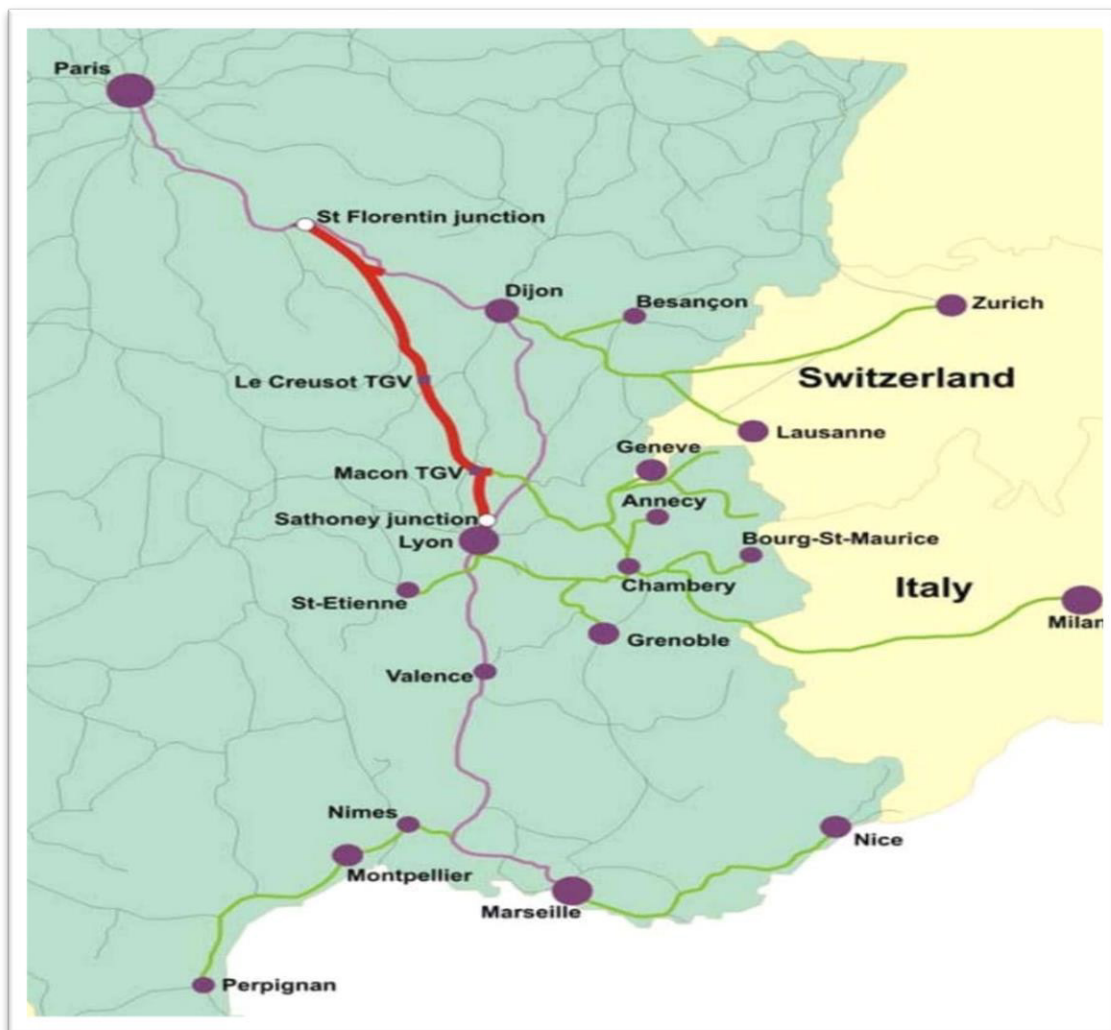 Paris
St Florentin junction
Dijon
Besançon
Zurich
Le Creusot TGV
Switzerland
Lausanne
Geneve
Macon TGV
Annecy
Sathoney junction
Lyon
Bourg-St-Maurice
Chambery
Italy
St-Etienne
Milan
Grenoble
Valence
Nimes
Nice
Montpellier
Marseille
Perpignan